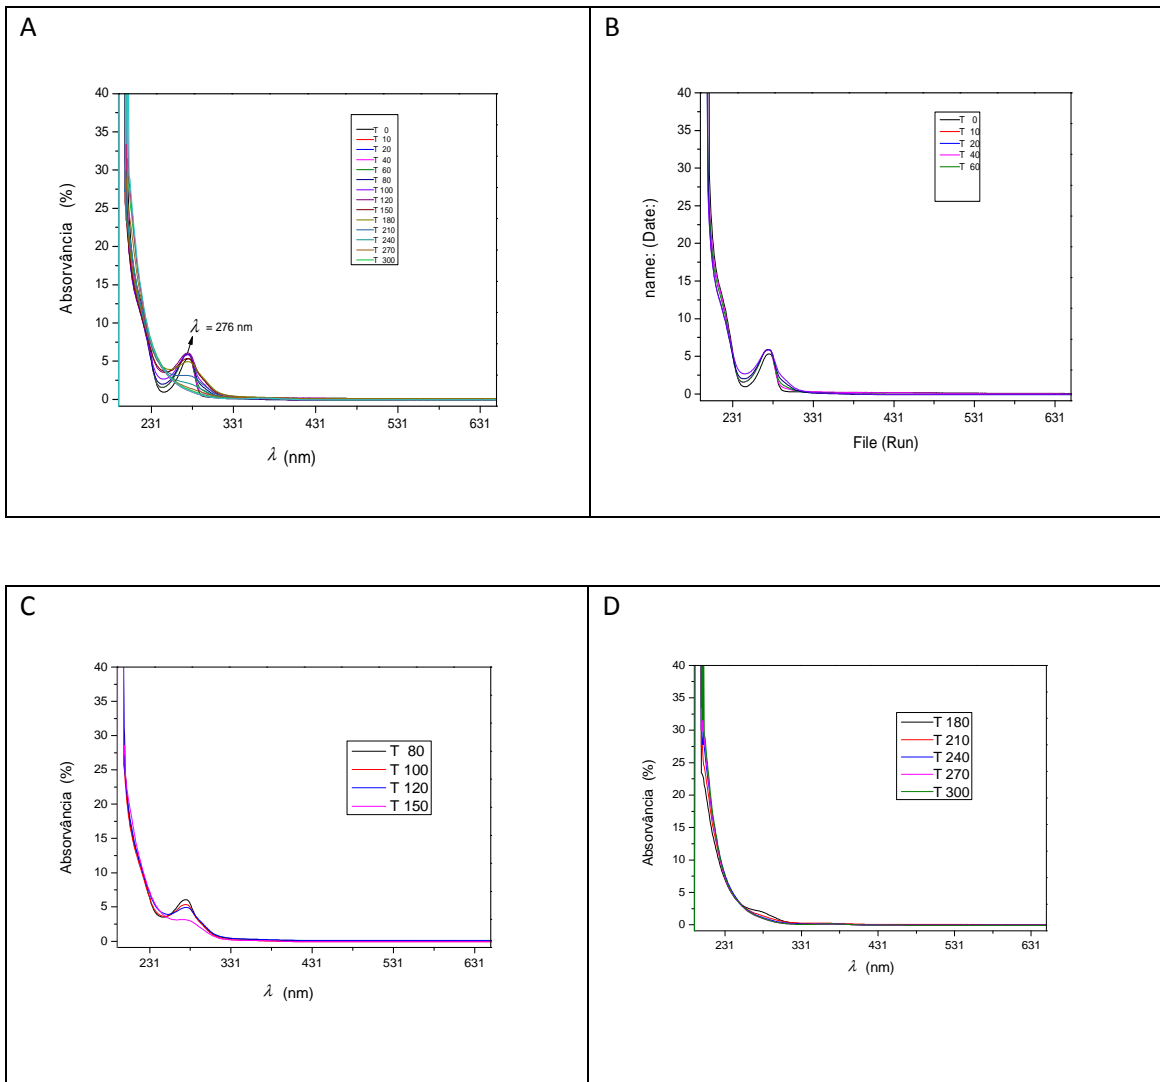 A
40
35
30
25
20
15
10
5
0
Absorvância (%)
T 0
T 10
T 20
T 40
T 60
T 80
T 100
T 120
T 150
T 180
T 210
T 240
T 270
T 300
λ = 276 nm
231 331 431 531 631
λ (nm)
B
40
35
30
25
20
15
10
5
0
name: (Date:)
T 0
T 10
T 20
T 40
T 60
231 331 431 531 631
File (Run)
C
40
35
30
25
20
15
10
5
0
Absorvância (%)
T 80
T 100
T 120
T 150
231 331 431 531 631
λ (nm)
D
40
35
30
25
20
15
10
5
0
Absorvância (%)
T 180
T 210
T 240
T 270
T 300
231 331 431 531 631
λ (nm)